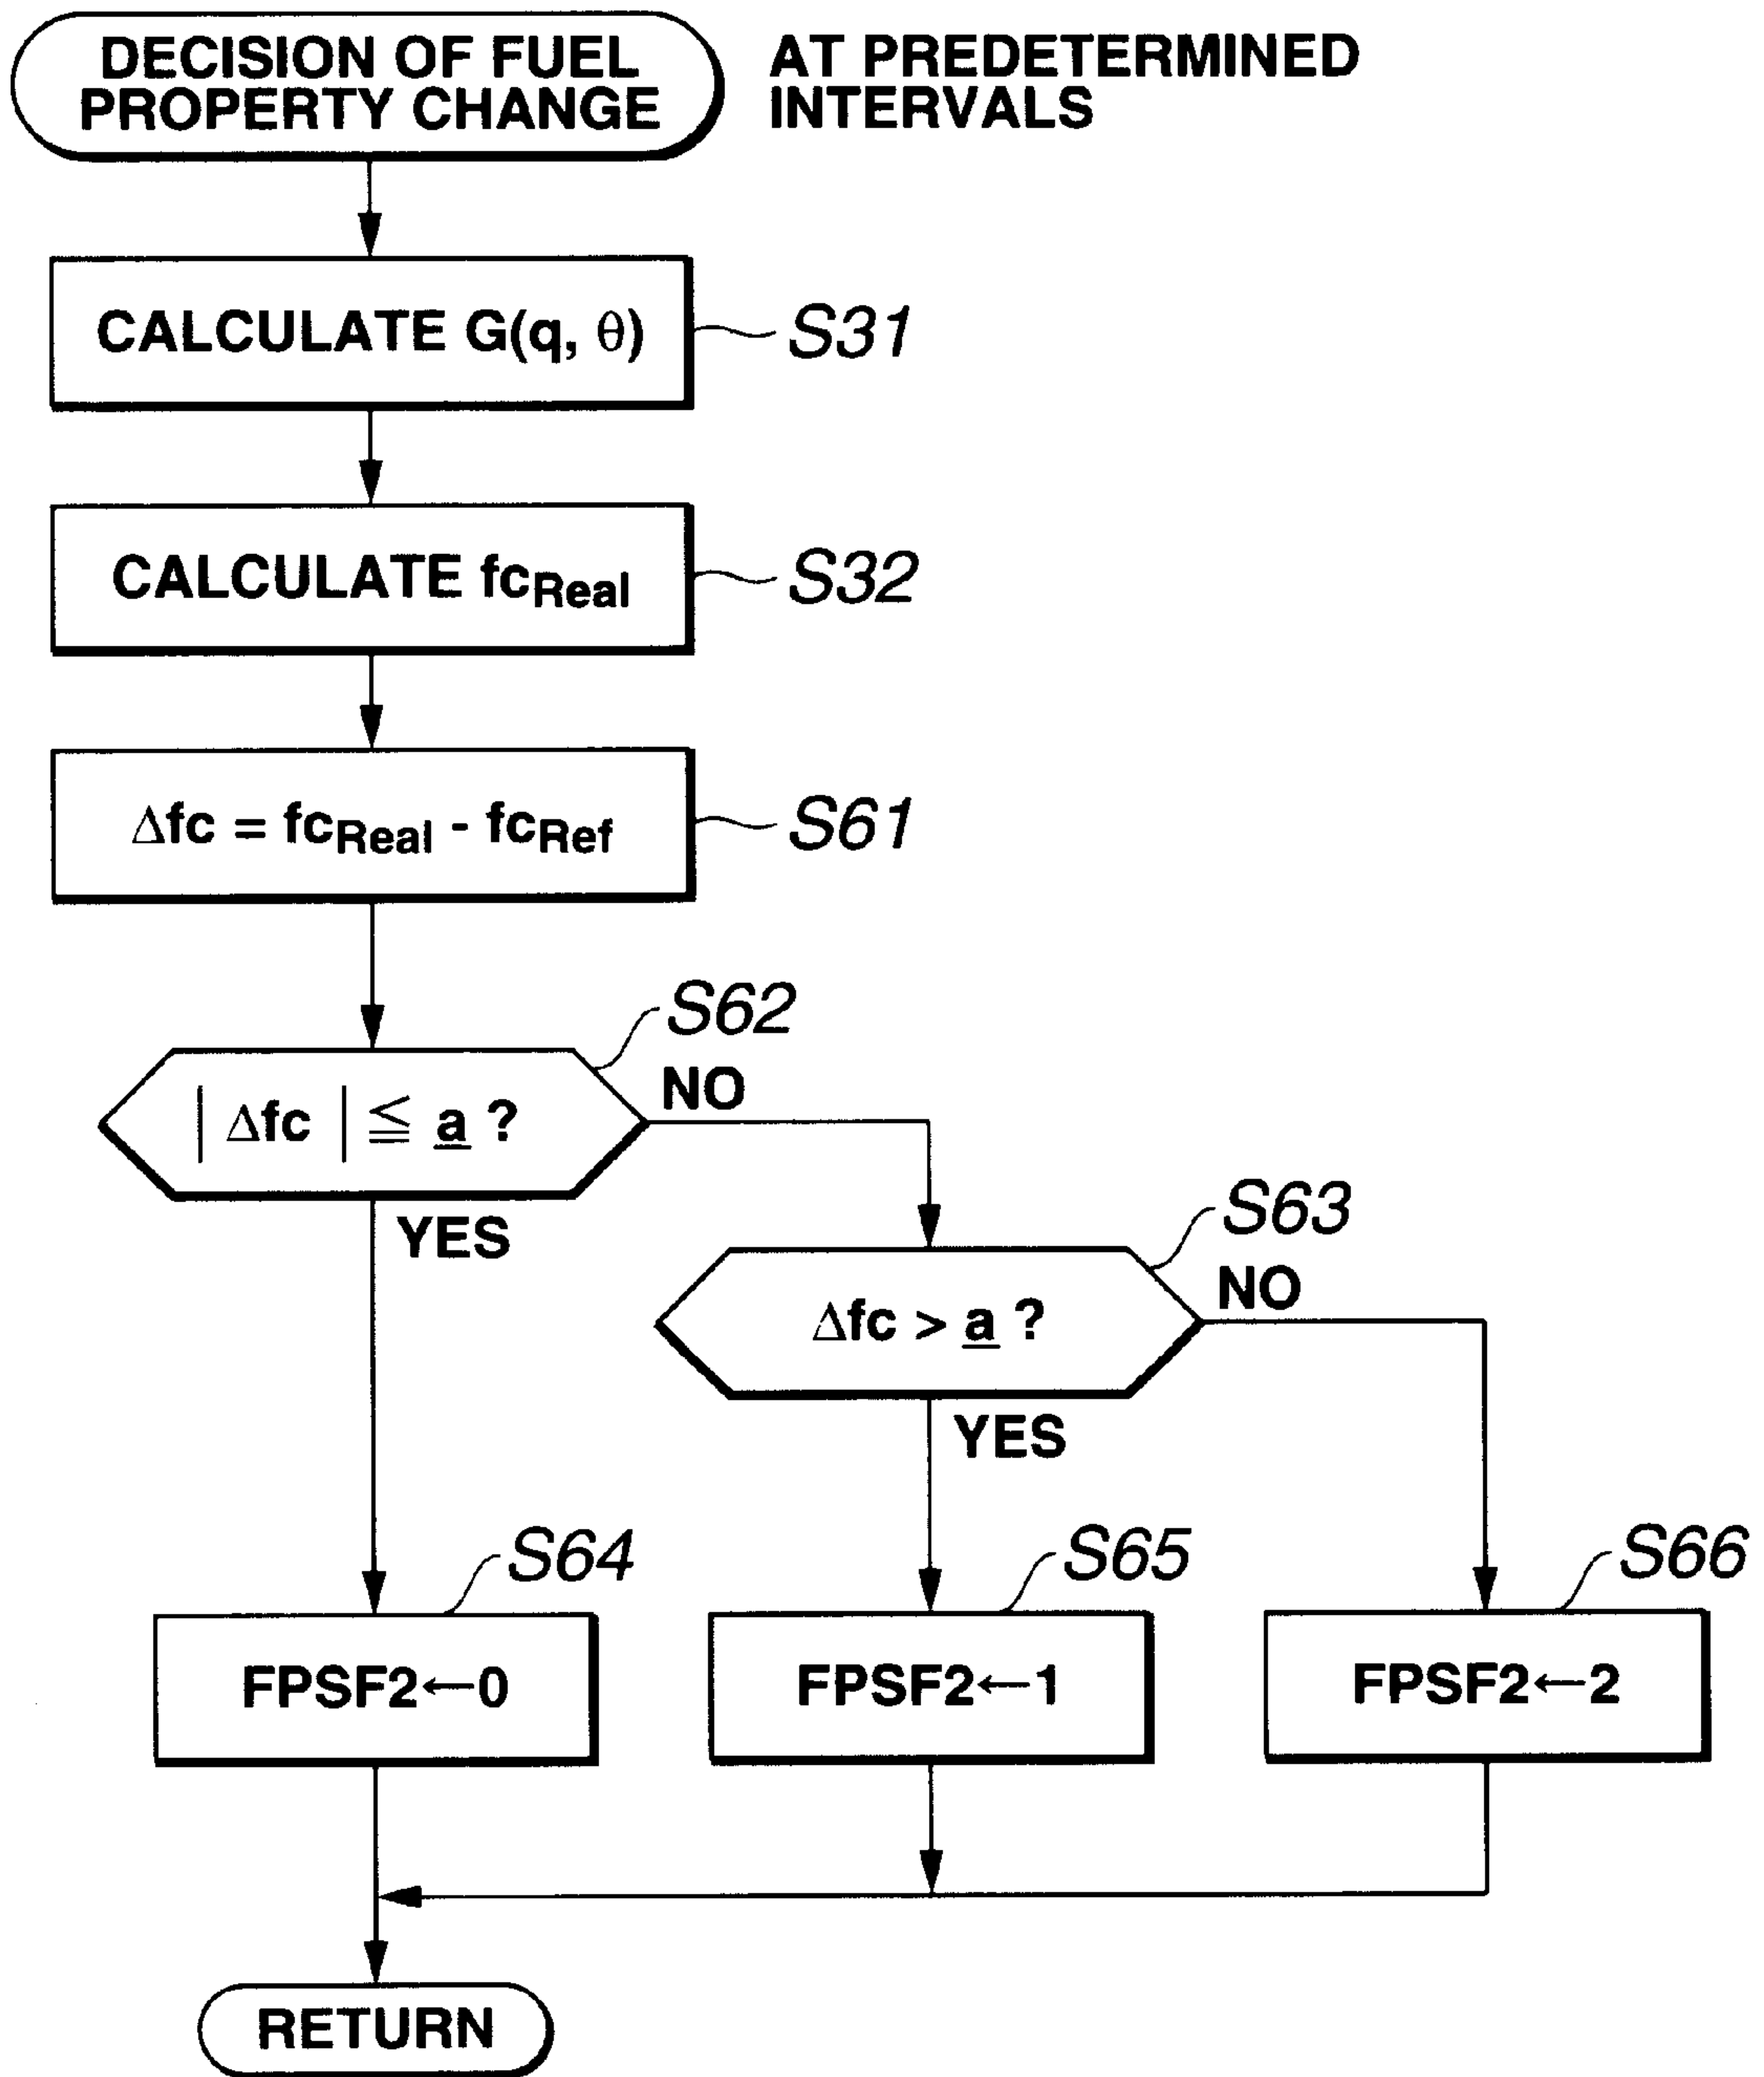 DECISION OF FUEL
PROPERTY CHANGE
AT PREDETERMINED
INTERVALS
CALCULATE G(q, θ)
S31
CALCULATE fcReal
S32
Δfc = fcReal - fcRef
S61
S62
| Δfc | ≦ a ?
NO
YES
S63
Δfc > a ?
NO
YES
S64
S65
S66
FPSF2←0
FPSF2←1
FPSF2←2
RETURN